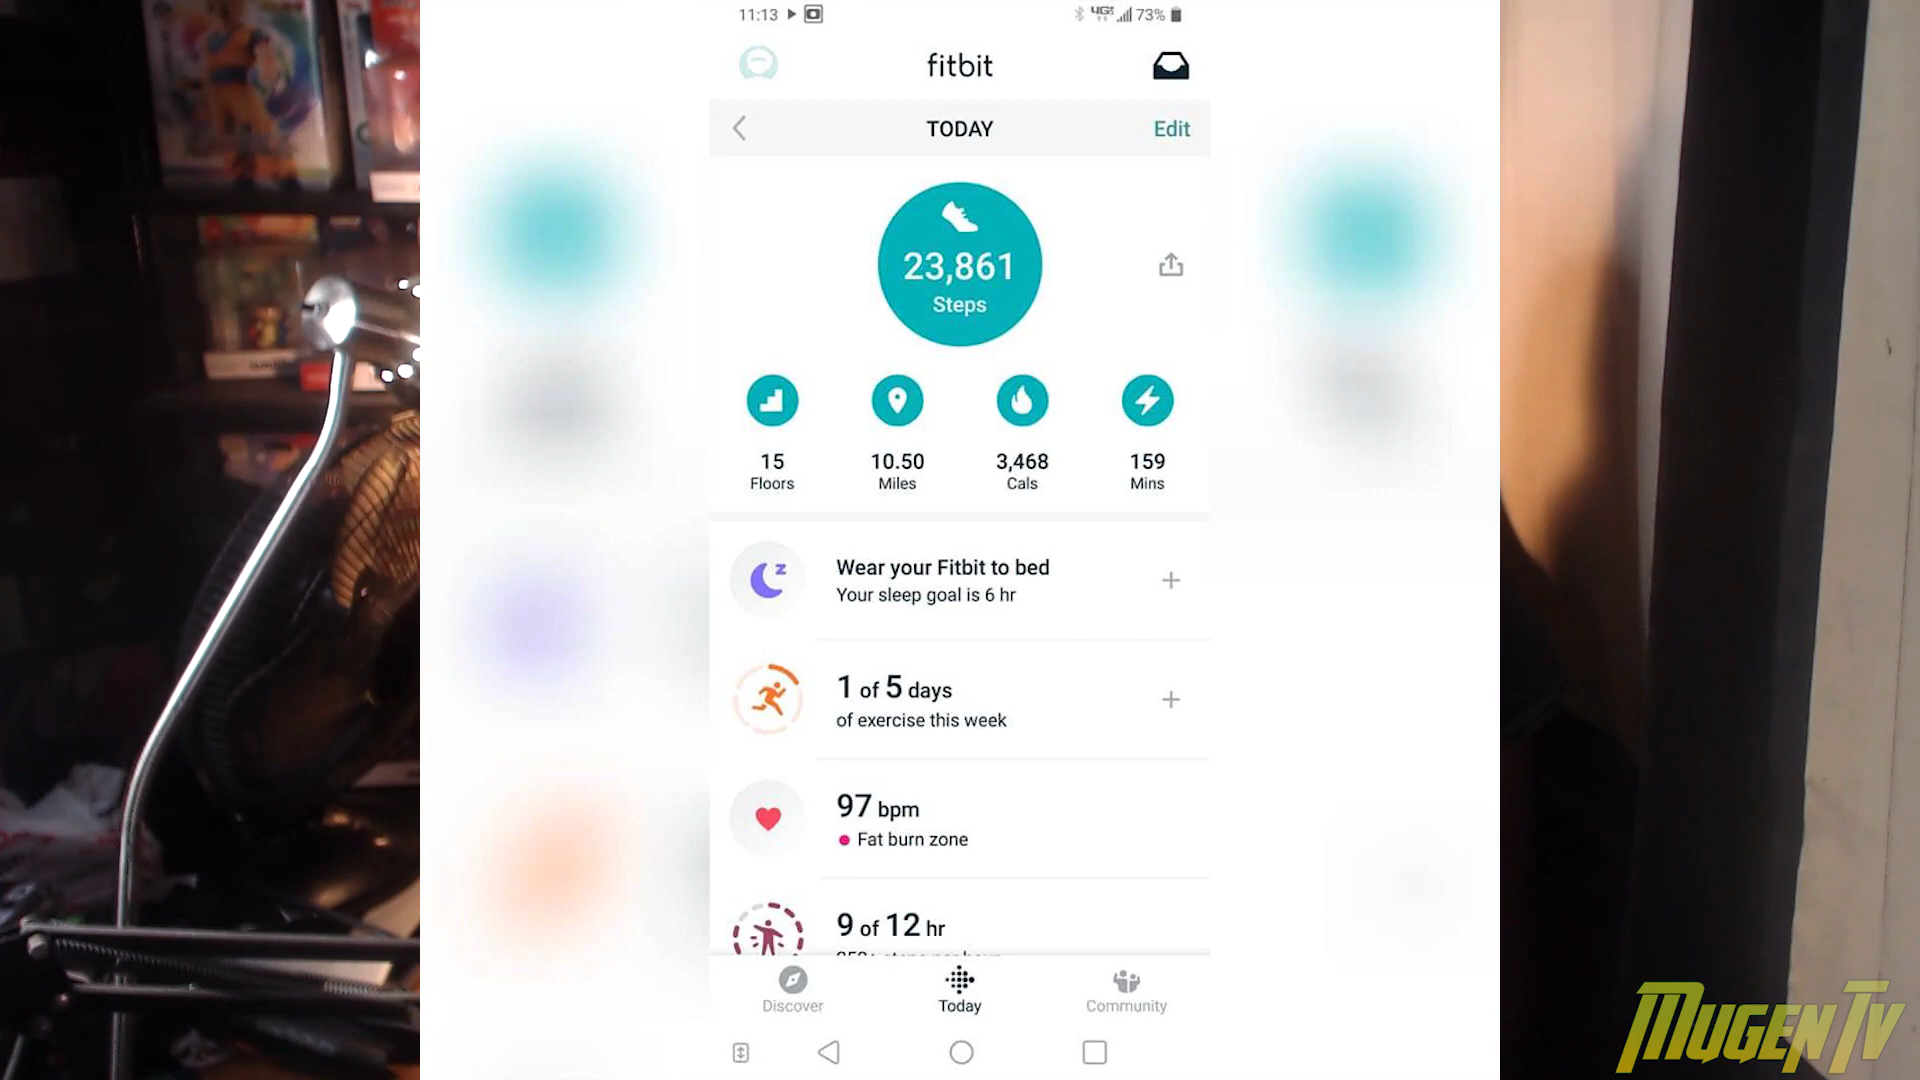 11:13
4G 73%
fitbit
TODAY
Edit
23,861
Steps
15
Floors
10.50
Miles
3,468
Cals
159
Mins
Wear your Fitbit to bed
Your sleep goal is 6 hr
1 of 5 days
of exercise this week
97 bpm
Fat burn zone
9 of 12 hr
Discover
Today
Community
MUGENTV